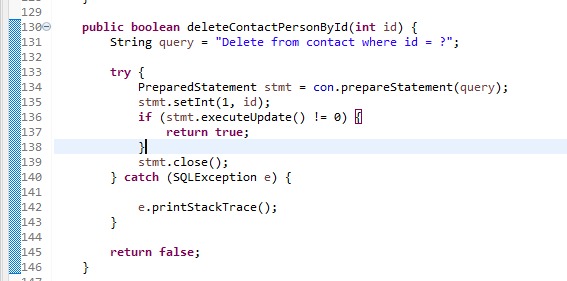 129
130 public boolean deleteContactPersonById(int id) {
131 String query = "Delete from contact where id = ?";
132
133 try {
134 PreparedStatement stmt = con.prepareStatement(query);
135 stmt.setInt(1, id);
136 if (stmt.executeUpdate() != 0) {
137 return true;
138 }
139 stmt.close();
140 } catch (SQLException e) {
141
142 e.printStackTrace();
143 }
144
145 return false;
146 }